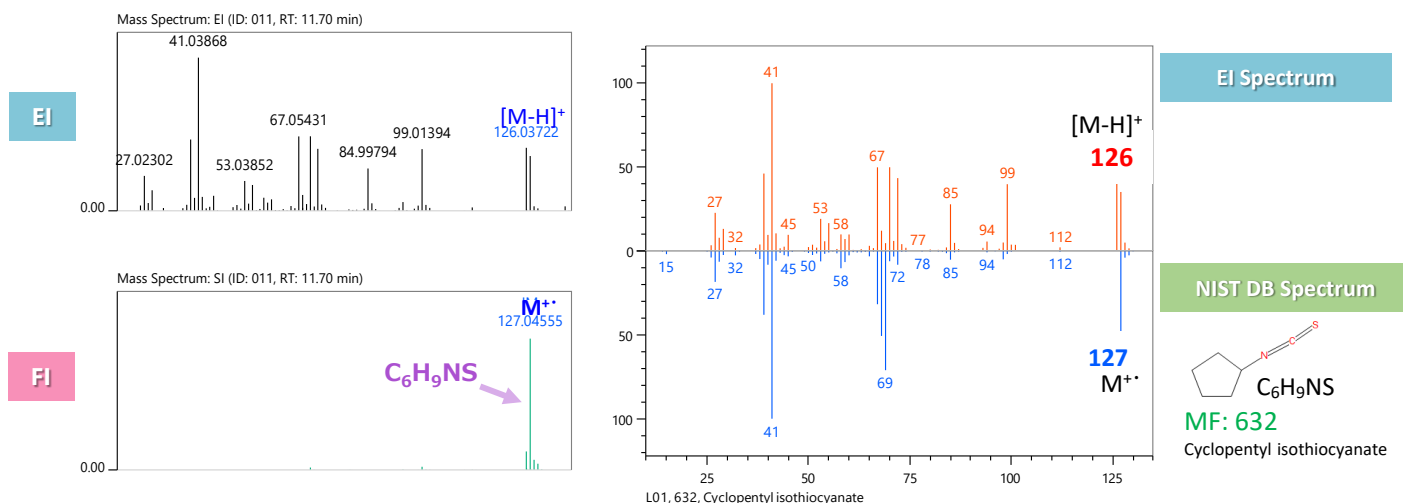 Mass Spectrum: EI (ID: 011, RT: 11.70 min)
EI
41.03868
67.05431
[M-H]⁺
126.03722
99.01394
84.99794
27.02302
53.03852
0.00
Mass Spectrum: SI (ID: 011, RT: 11.70 min)
FI
M⁺·
127.04555
C₆H₉NS
0.00
100
50
0
50
100
41
67
99
27
32
45
53
58
77
85
94
112
[M-H]⁺
126
15
27
32
45
50
58
72
78
85
94
112
69
41
127
M⁺·
25
50
75
100
125
L01, 632, Cyclopentyl isothiocyanate
EI Spectrum
NIST DB Spectrum
S
C
N
C₆H₉NS
MF: 632
Cyclopentyl isothiocyanate